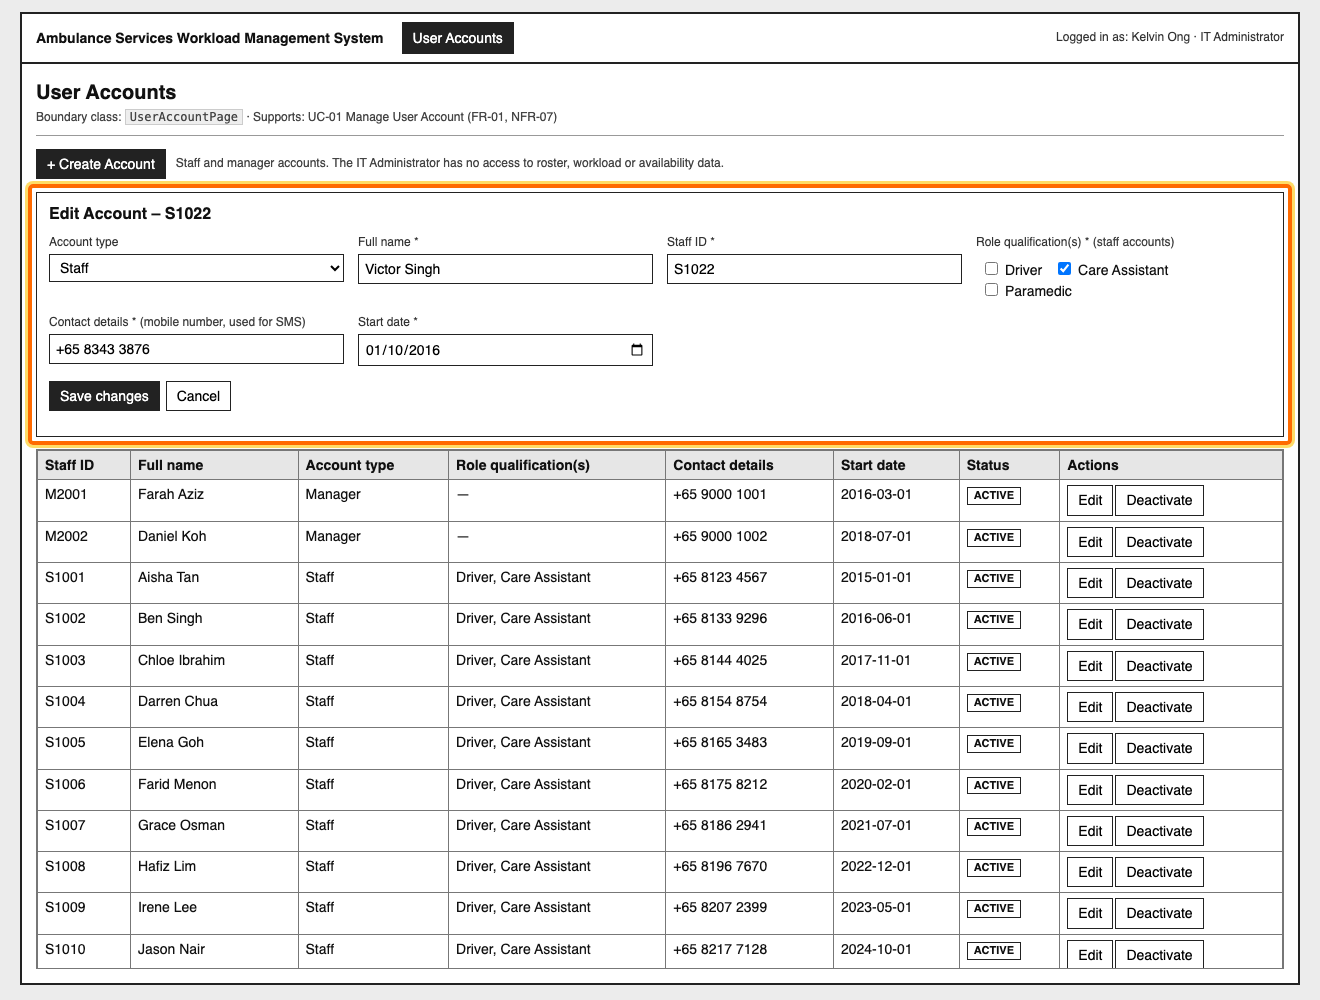 Ambulance Services Workload Management System User Accounts Logged in as: Kelvin Ong · IT Administrator
User Accounts
Boundary class: UserAccountPage · Supports: UC-01 Manage User Account (FR-01, NFR-07)
+ Create Account Staff and manager accounts. The IT Administrator has no access to roster, workload or availability data.
Edit Account – S1022
Account type Full name * Staff ID * Role qualification(s) * (staff accounts)
Staff Victor Singh S1022 Driver Care Assistant
Paramedic
Contact details * (mobile number, used for SMS) Start date *
+65 8343 3876 01/10/2016
Save changes Cancel
Staff ID Full name Account type Role qualification(s) Contact details Start date Status Actions
M2001 Farah Aziz Manager — +65 9000 1001 2016-03-01 ACTIVE Edit Deactivate
M2002 Daniel Koh Manager — +65 9000 1002 2018-07-01 ACTIVE Edit Deactivate
S1001 Aisha Tan Staff Driver, Care Assistant +65 8123 4567 2015-01-01 ACTIVE Edit Deactivate
S1002 Ben Singh Staff Driver, Care Assistant +65 8133 9296 2016-06-01 ACTIVE Edit Deactivate
S1003 Chloe Ibrahim Staff Driver, Care Assistant +65 8144 4025 2017-11-01 ACTIVE Edit Deactivate
S1004 Darren Chua Staff Driver, Care Assistant +65 8154 8754 2018-04-01 ACTIVE Edit Deactivate
S1005 Elena Goh Staff Driver, Care Assistant +65 8165 3483 2019-09-01 ACTIVE Edit Deactivate
S1006 Farid Menon Staff Driver, Care Assistant +65 8175 8212 2020-02-01 ACTIVE Edit Deactivate
S1007 Grace Osman Staff Driver, Care Assistant +65 8186 2941 2021-07-01 ACTIVE Edit Deactivate
S1008 Hafiz Lim Staff Driver, Care Assistant +65 8196 7670 2022-12-01 ACTIVE Edit Deactivate
S1009 Irene Lee Staff Driver, Care Assistant +65 8207 2399 2023-05-01 ACTIVE Edit Deactivate
S1010 Jason Nair Staff Driver, Care Assistant +65 8217 7128 2024-10-01 ACTIVE Edit Deactivate